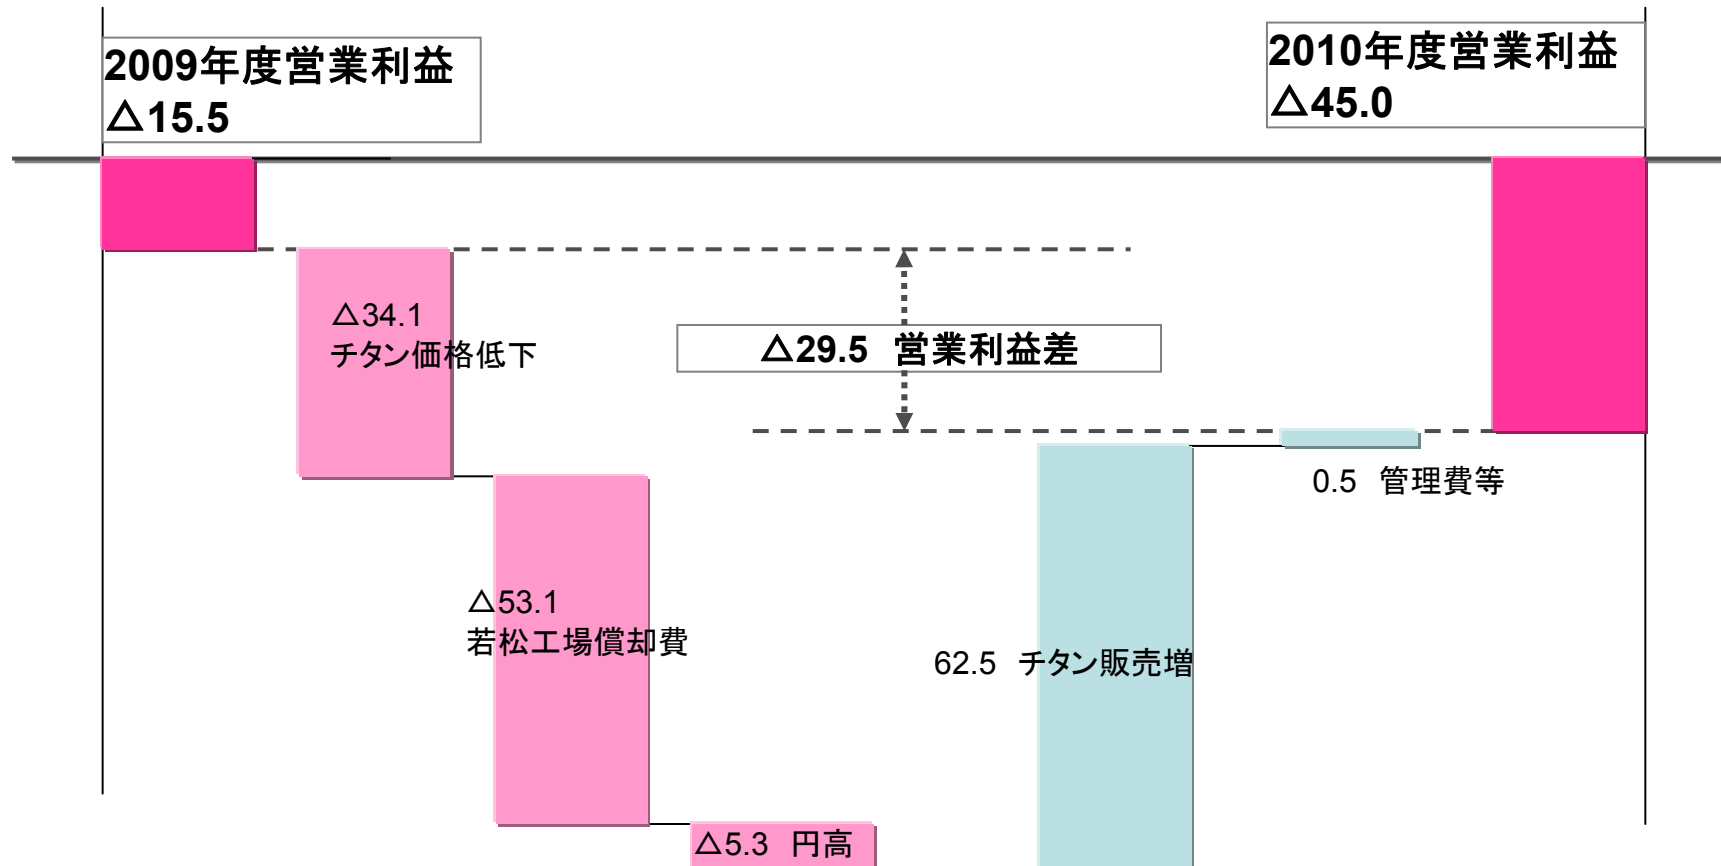 2009年度営業利益
△15.5
2010年度営業利益
△45.0
△34.1
チタン価格低下
△29.5 営業利益差
0.5 管理費等
△53.1
若松工場償却費
62.5 チタン販売増
△5.3 円高